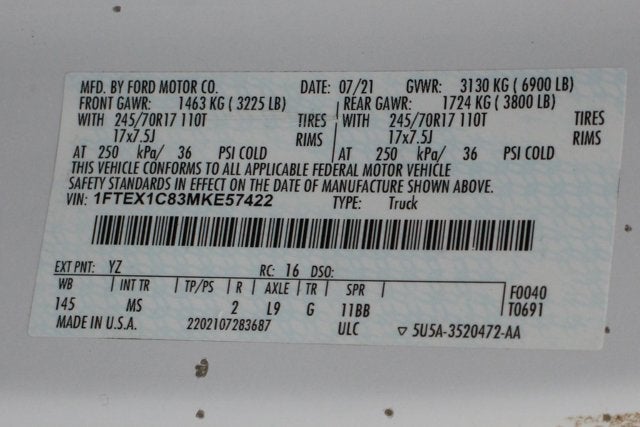 MFD. BY FORD MOTOR CO. DATE: 07/21 GVWR: 3130 KG ( 6900 LB)
FRONT GAWR: 1463 KG ( 3225 LB) REAR GAWR: 1724 KG ( 3800 LB)
WITH 245/70R17 110T TIRES WITH 245/70R17 110T TIRES
17x7.5J RIMS 17x7.5J RIMS
AT 250 kPa/ 36 PSI COLD AT 250 kPa/ 36 PSI COLD
THIS VEHICLE CONFORMS TO ALL APPLICABLE FEDERAL MOTOR VEHICLE
SAFETY STANDARDS IN EFFECT ON THE DATE OF MANUFACTURE SHOWN ABOVE.
VIN: 1FTEX1C83MKE57422 TYPE: Truck
EXT PNT: YZ RC: 16 DSO:
WB INT TR TP/PS R AXLE TR SPR F0040
145 MS 2 L9 G 11BB T0691
MADE IN U.S.A. 2202107283687 ULC 5U5A-3520472-AA